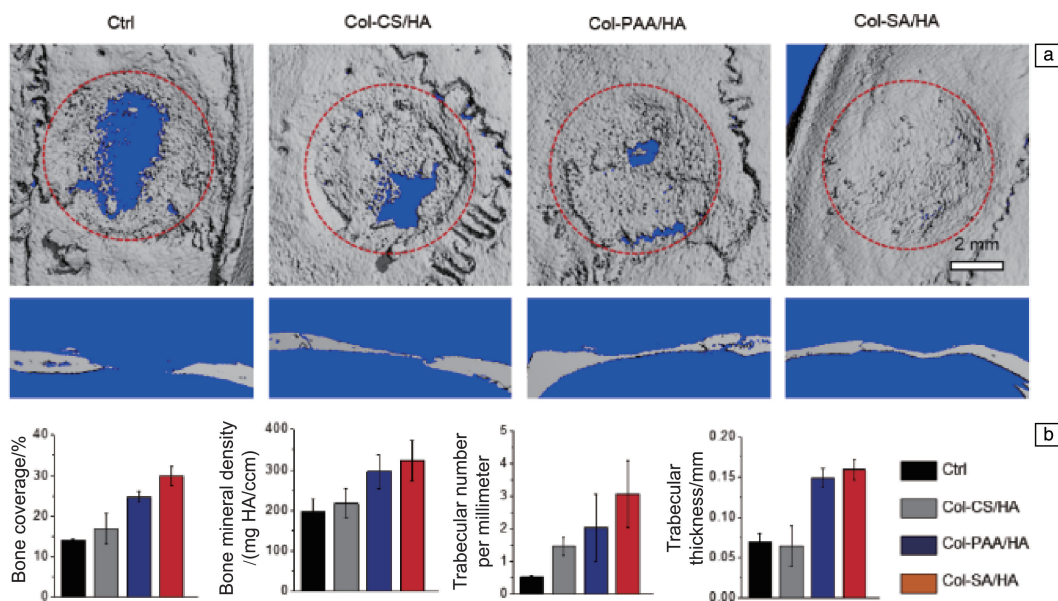 Ctrl
Col-CS/HA
Col-PAA/HA
Col-SA/HA
a
2 mm
b
Bone coverage/%
40
30
20
10
0
Bone mineral density
/(mg HA/ccm)
400
300
200
100
0
Trabecular number
per millimeter
5
4
3
2
1
0
Trabecular
thickness/mm
0.20
0.15
0.10
0.05
0.00
Ctrl
Col-CS/HA
Col-PAA/HA
Col-SA/HA